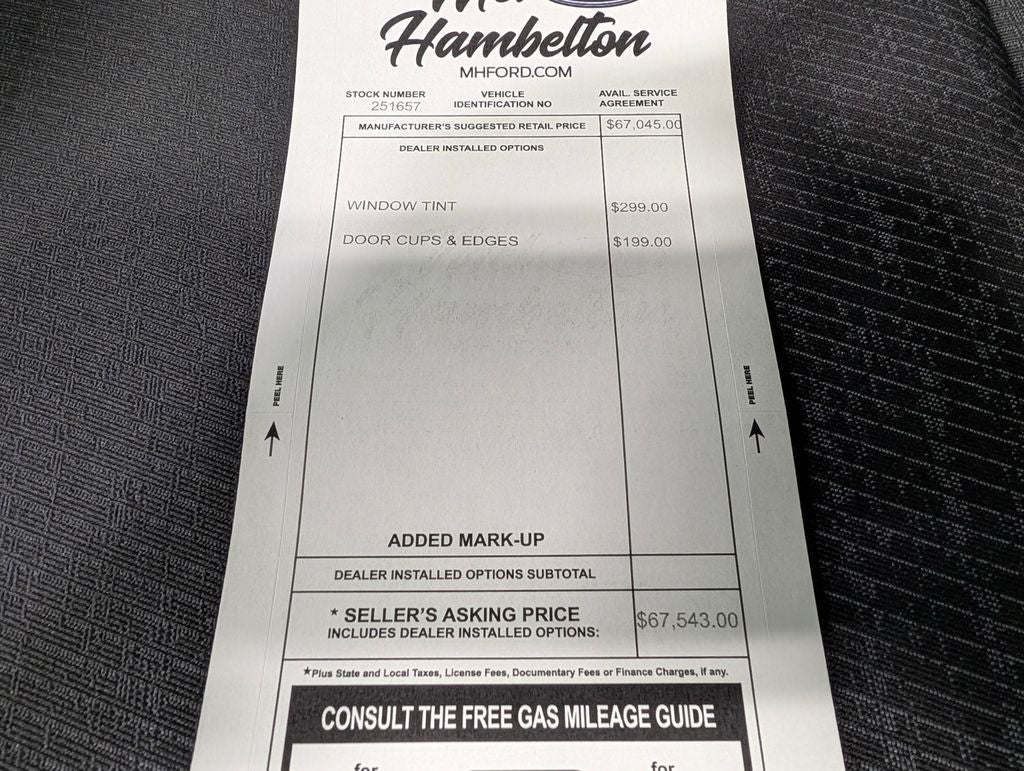 Hambelton
MHFORD.COM
STOCK NUMBER
251657
VEHICLE
IDENTIFICATION NO
AVAIL. SERVICE
AGREEMENT
MANUFACTURER'S SUGGESTED RETAIL PRICE $67,045.00
DEALER INSTALLED OPTIONS
WINDOW TINT $299.00
DOOR CUPS & EDGES $199.00
PEEL HERE
PEEL HERE
ADDED MARK-UP
DEALER INSTALLED OPTIONS SUBTOTAL
* SELLER'S ASKING PRICE
INCLUDES DEALER INSTALLED OPTIONS:
$67,543.00
★Plus State and Local Taxes, License Fees, Documentary Fees or Finance Charges, if any.
CONSULT THE FREE GAS MILEAGE GUIDE
for for